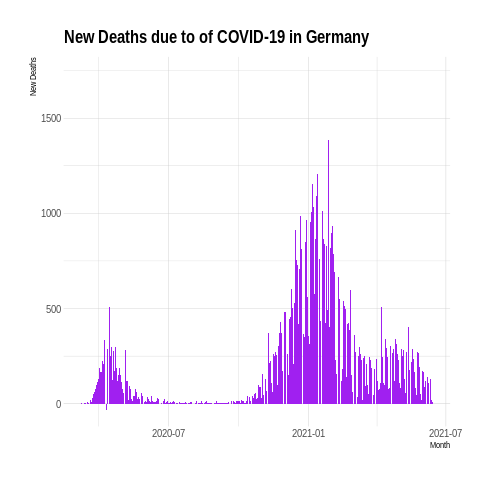 New Deaths due to of COVID-19 in Germany
New Deaths
1500
1000
500
0
2020-07
2021-01
2021-07
Month